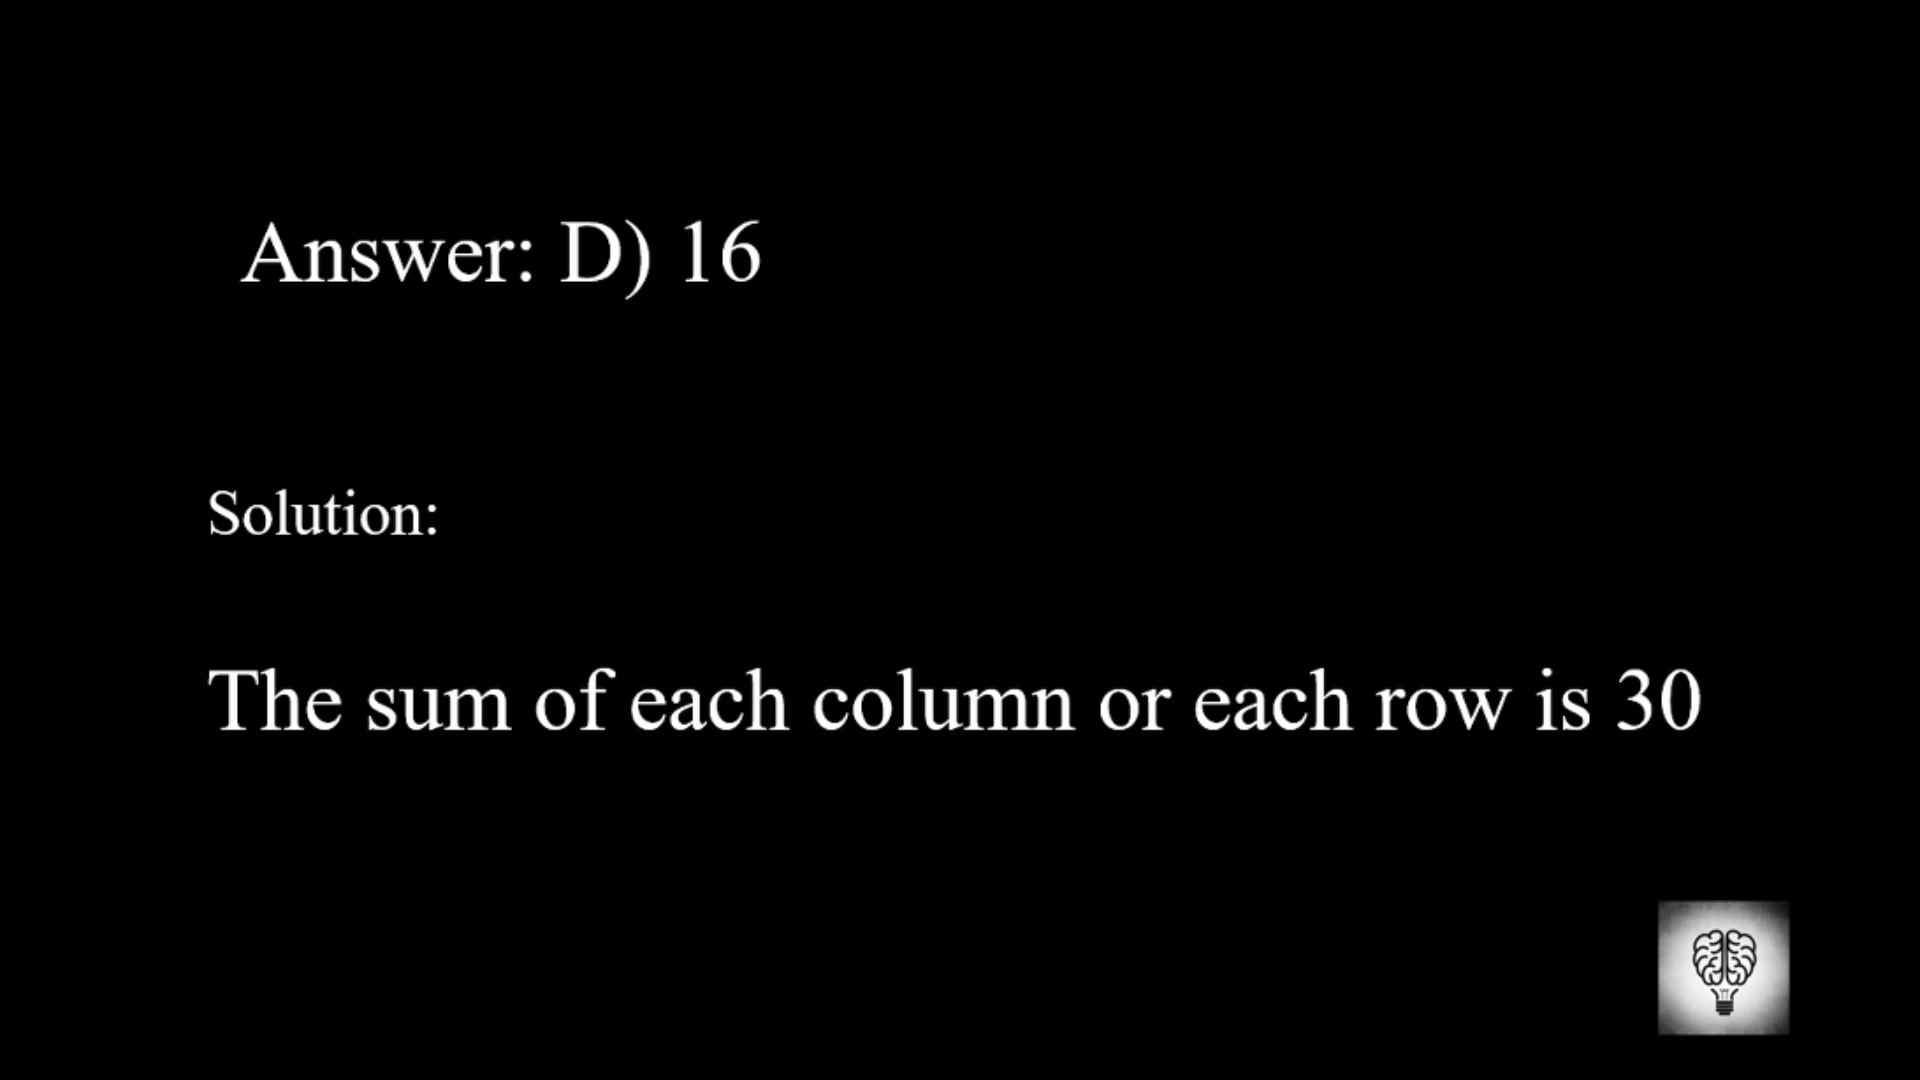 Answer: D) 16
Solution:
The sum of each column or each row is 30